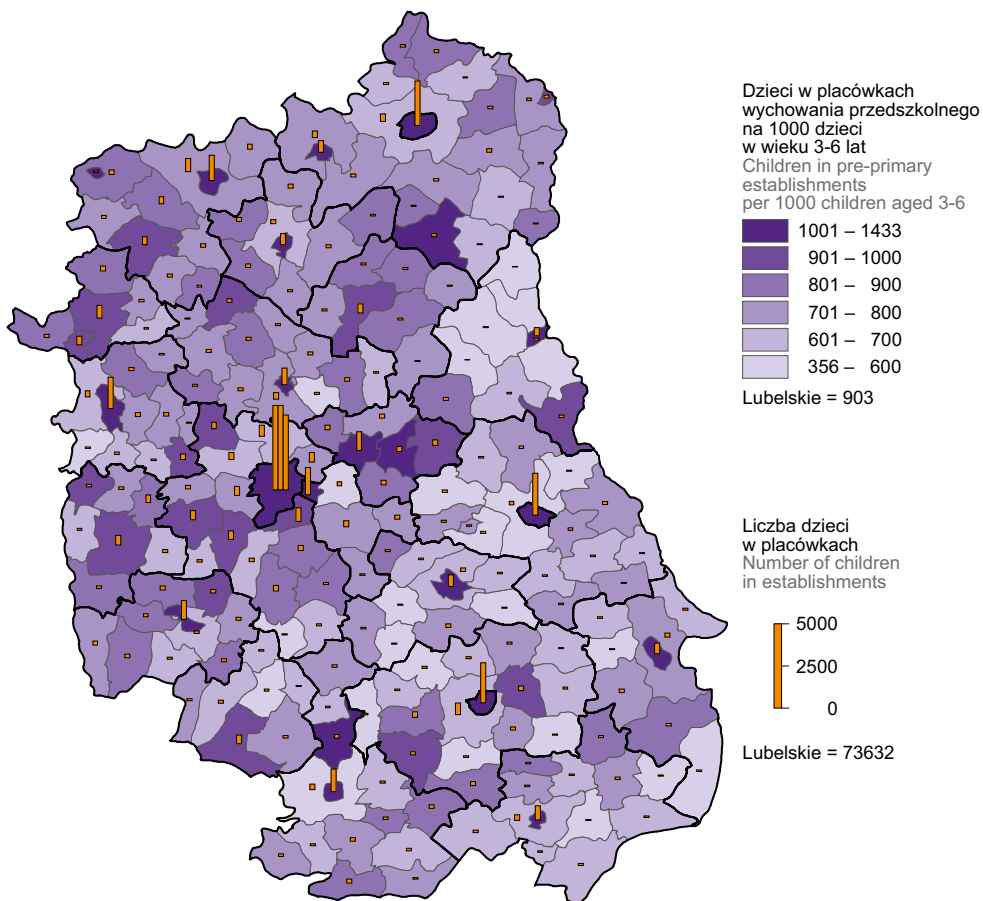 Dzieci w placówkach
wychowania przedszkolnego
na 1000 dzieci
w wieku 3-6 lat
Children in pre-primary
establishments
per 1000 children aged 3-6
1001 – 1433
901 – 1000
801 – 900
701 – 800
601 – 700
356 – 600
Lubelskie = 903
Liczba dzieci
w placówkach
Number of children
in establishments
5000
2500
0
Lubelskie = 73632